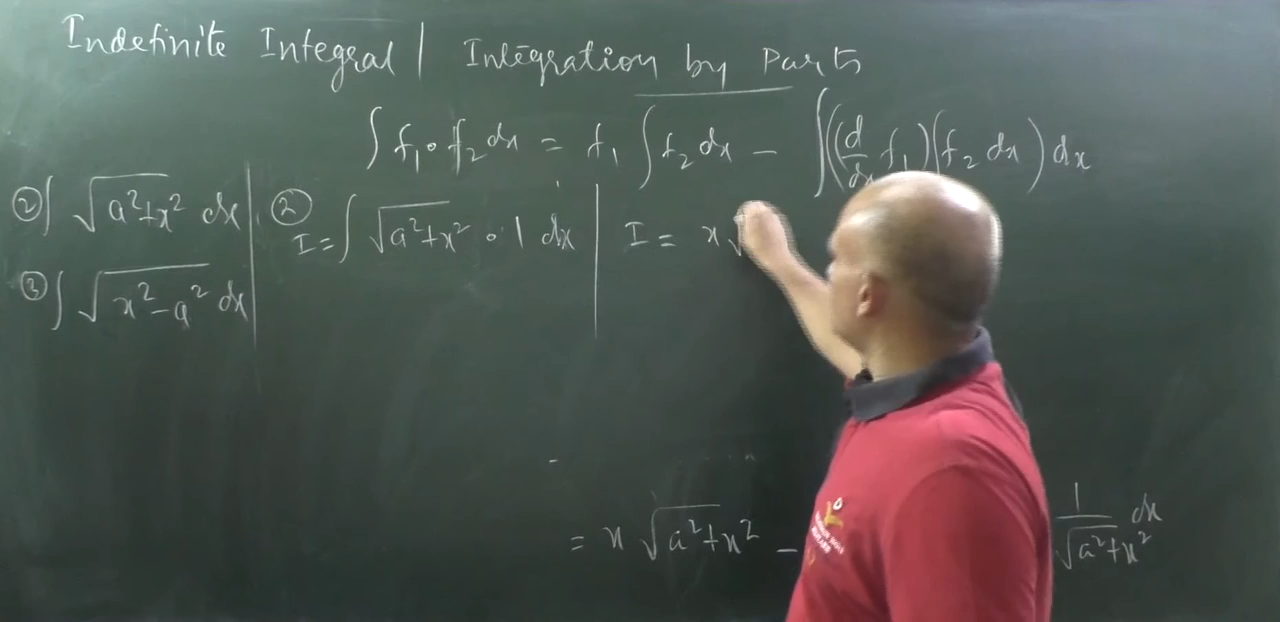 Indefinite Integral | Integration by Parts
∫ f₁ . f₂ dx = f₁ ∫ f₂ dx − ∫((d/dx f₁)(f₂ dx) dx
② ∫ √(a²+x²) dx
③ ∫ √(x²−a²) dx
②
I = ∫ √(a²+x²) . 1 dx
I = x √
= x √(a²+x²) −
1/√(a²+x²) dx